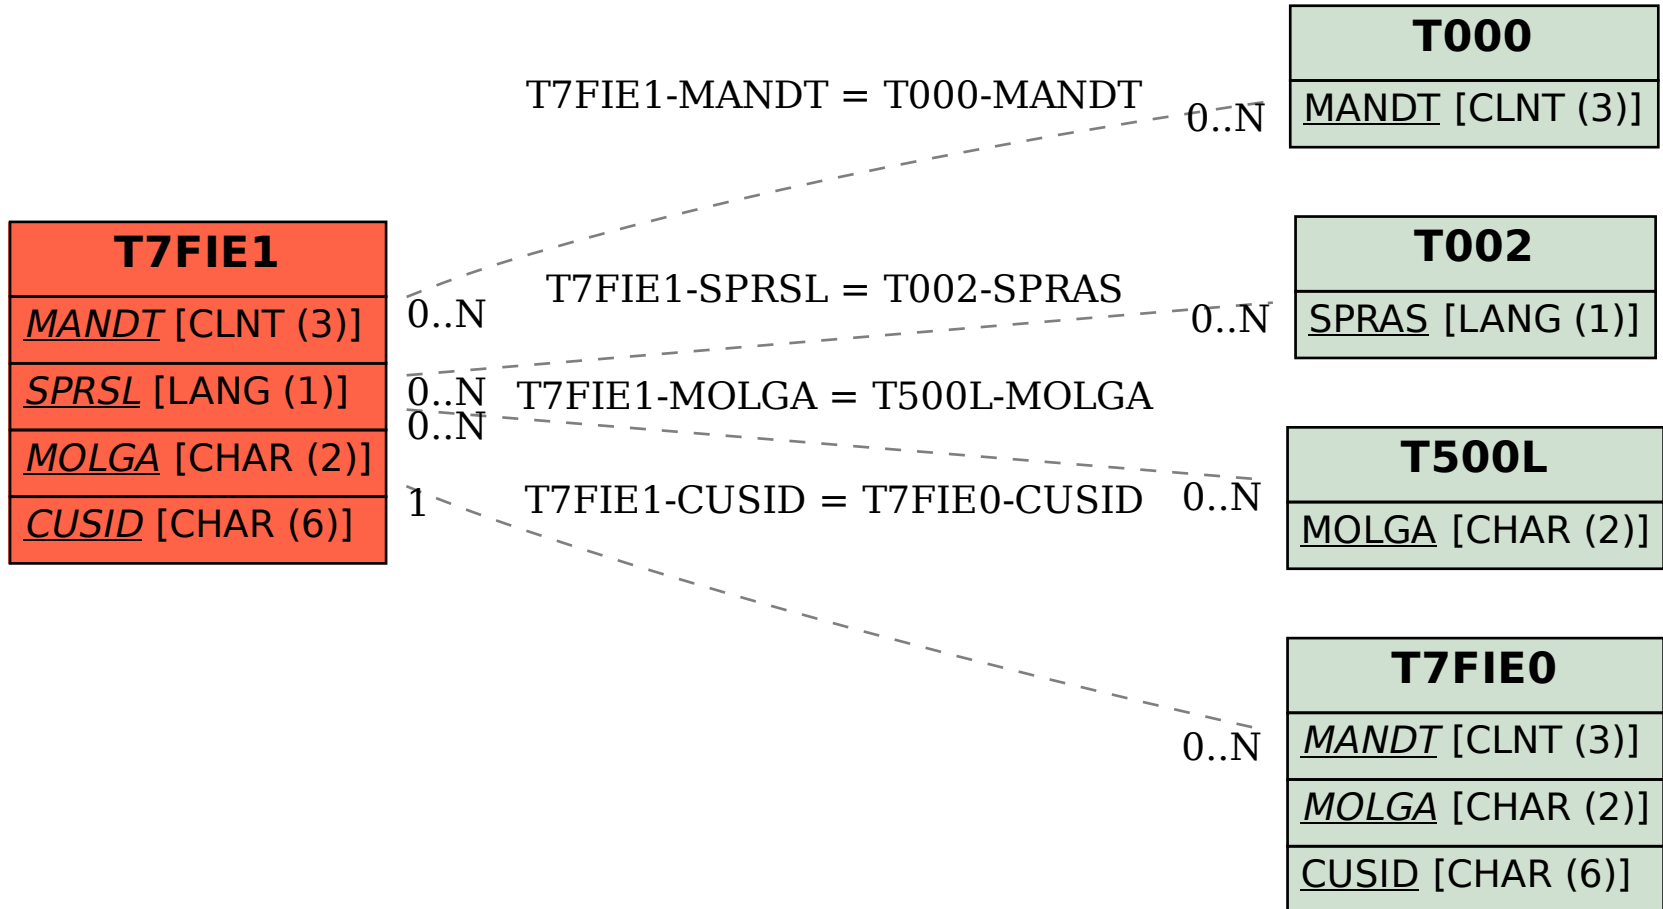 T7FIE1
MANDT [CLNT (3)]
SPRSL [LANG (1)]
MOLGA [CHAR (2)]
CUSID [CHAR (6)]
T7FIE1-MANDT = T000-MANDT
0..N
0..N
T7FIE1-SPRSL = T002-SPRAS
0..N
0..N
T7FIE1-MOLGA = T500L-MOLGA
0..N
0..N
T7FIE1-CUSID = T7FIE0-CUSID
1
0..N
T000
MANDT [CLNT (3)]
T002
SPRAS [LANG (1)]
T500L
MOLGA [CHAR (2)]
T7FIE0
MANDT [CLNT (3)]
MOLGA [CHAR (2)]
CUSID [CHAR (6)]